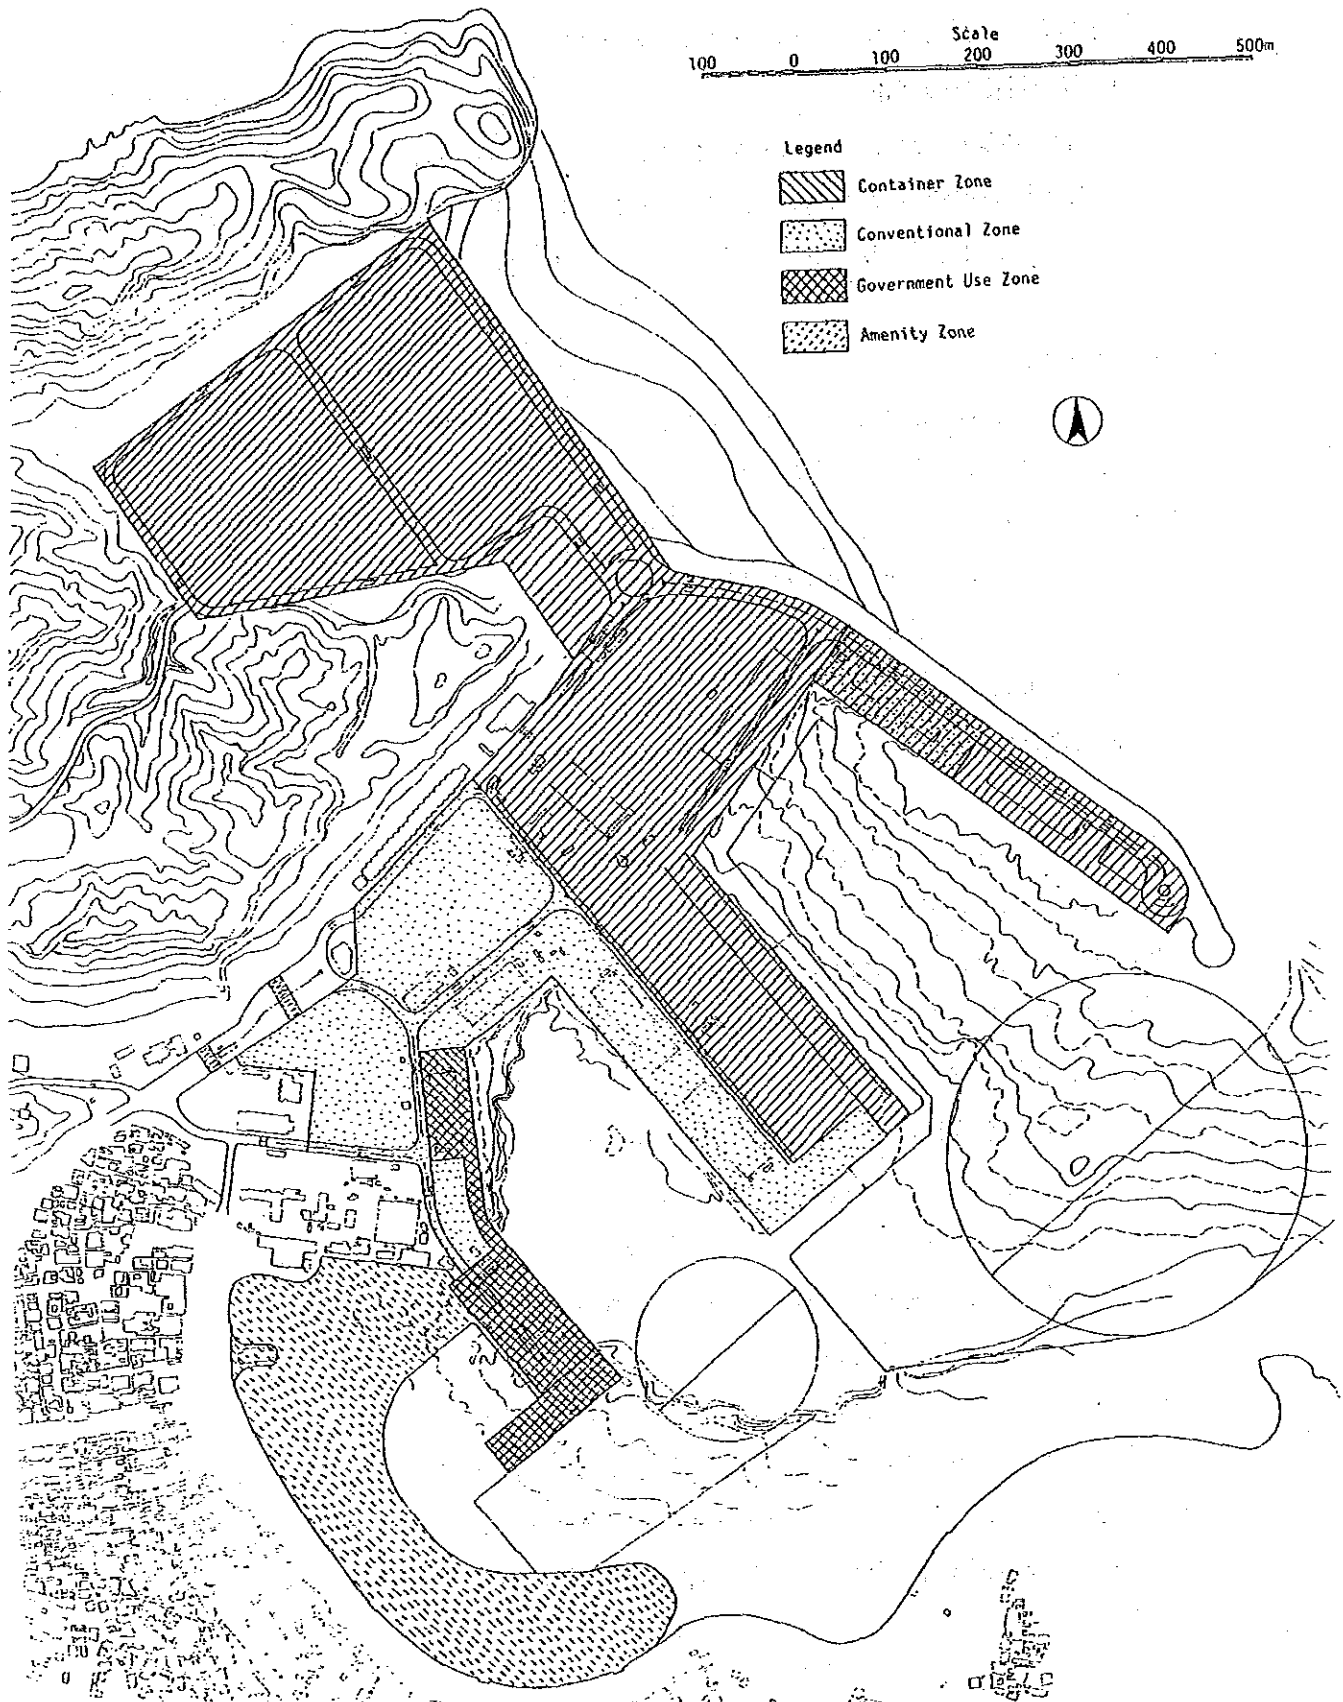 Scale
100 0 100 200 300 400 500m
Legend
Container Zone
Conventional Zone
Government Use Zone
Amenity Zone